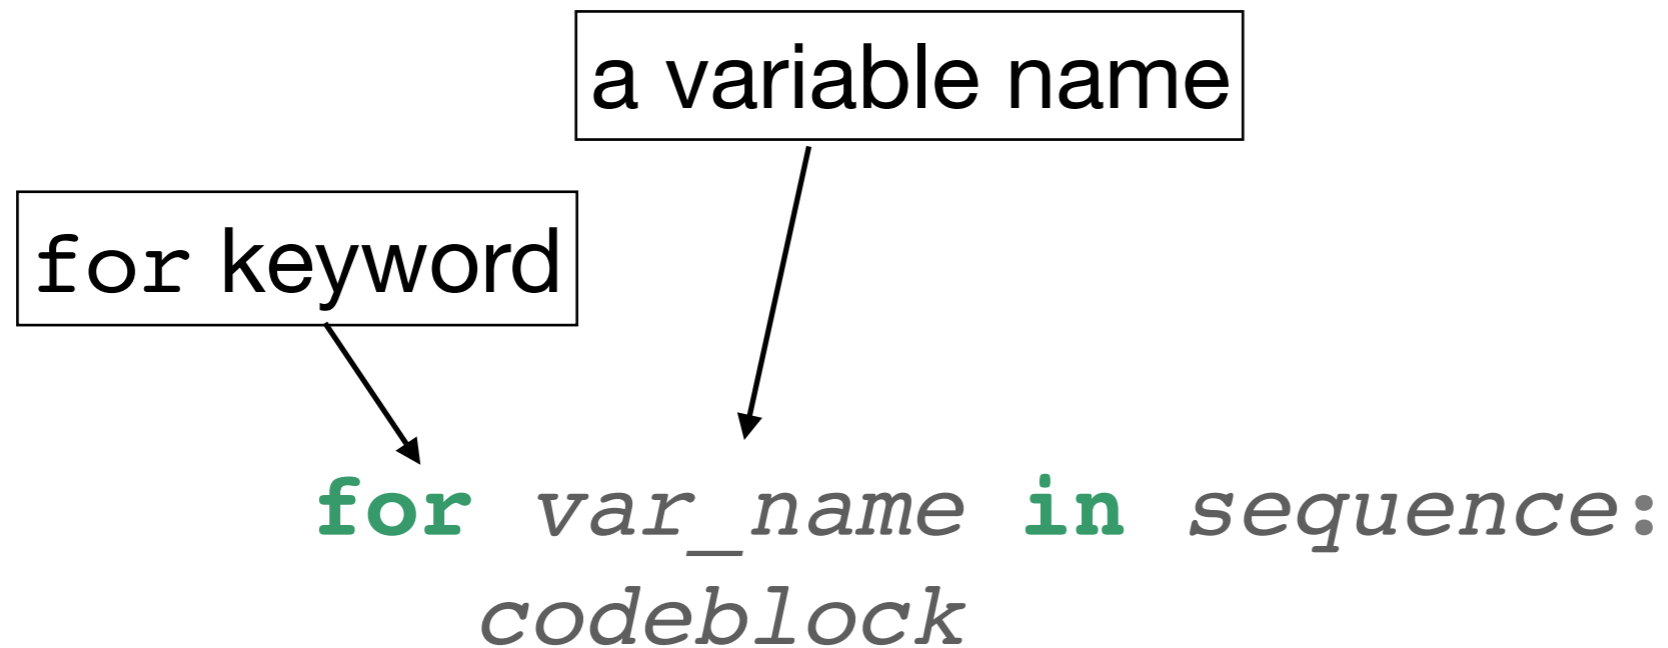 a variable name
for keyword
for var_name in sequence:
codeblock